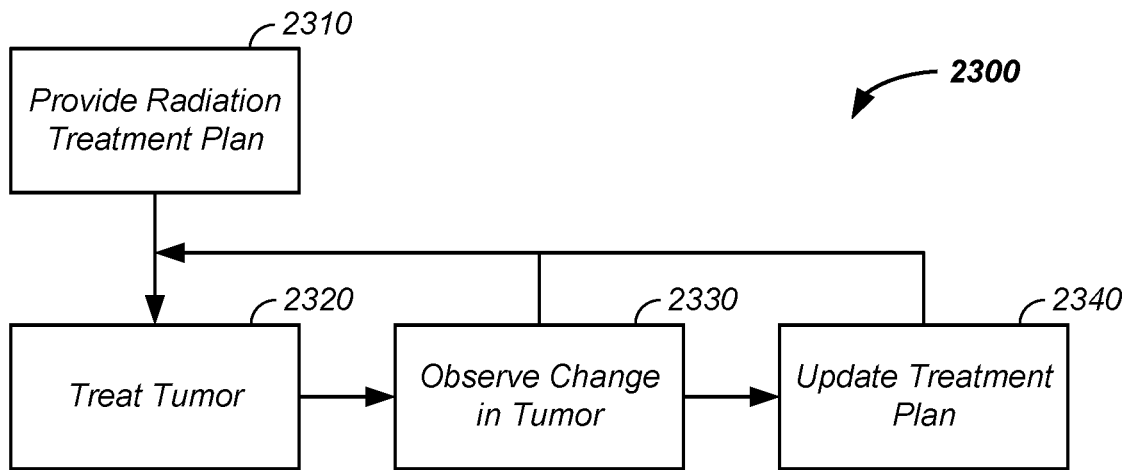 2310
Provide Radiation
Treatment Plan
2300
2320
Treat Tumor
2330
Observe Change
in Tumor
2340
Update Treatment
Plan